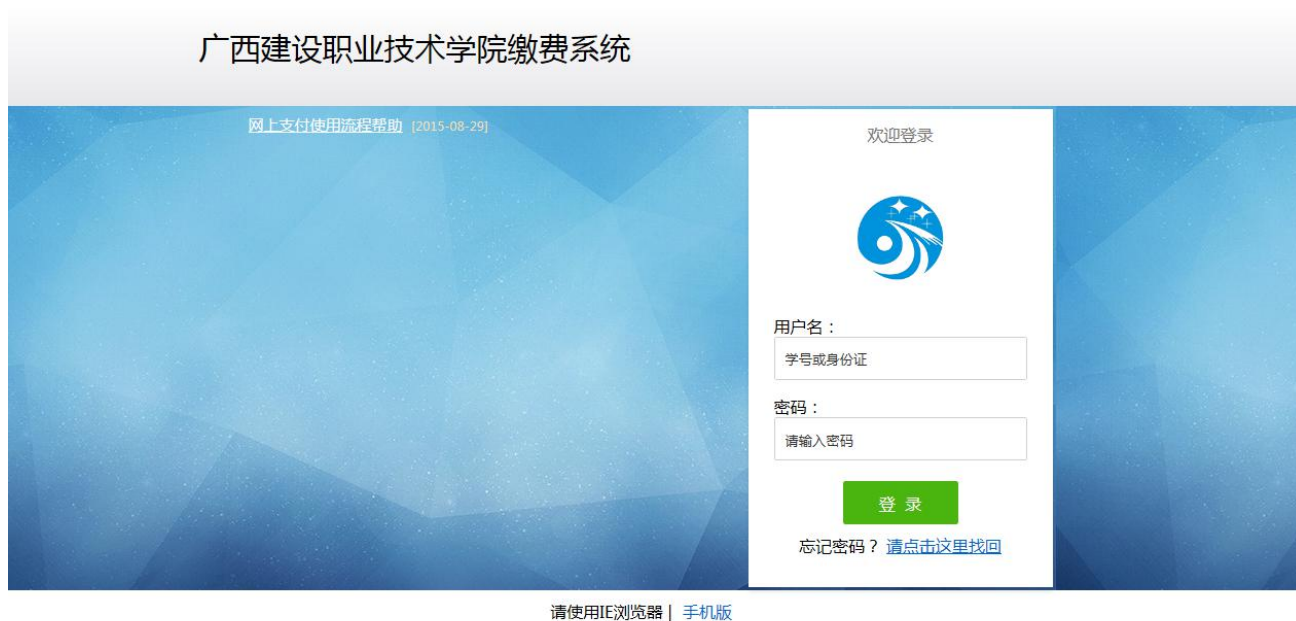 广西建设职业技术学院缴费系统
网上支付使用流程帮助 [2015-08-29]
欢迎登录
用户名：
学号或身份证
密码：
请输入密码
登 录
忘记密码？ 请点击这里找回
请使用IE浏览器 | 手机版